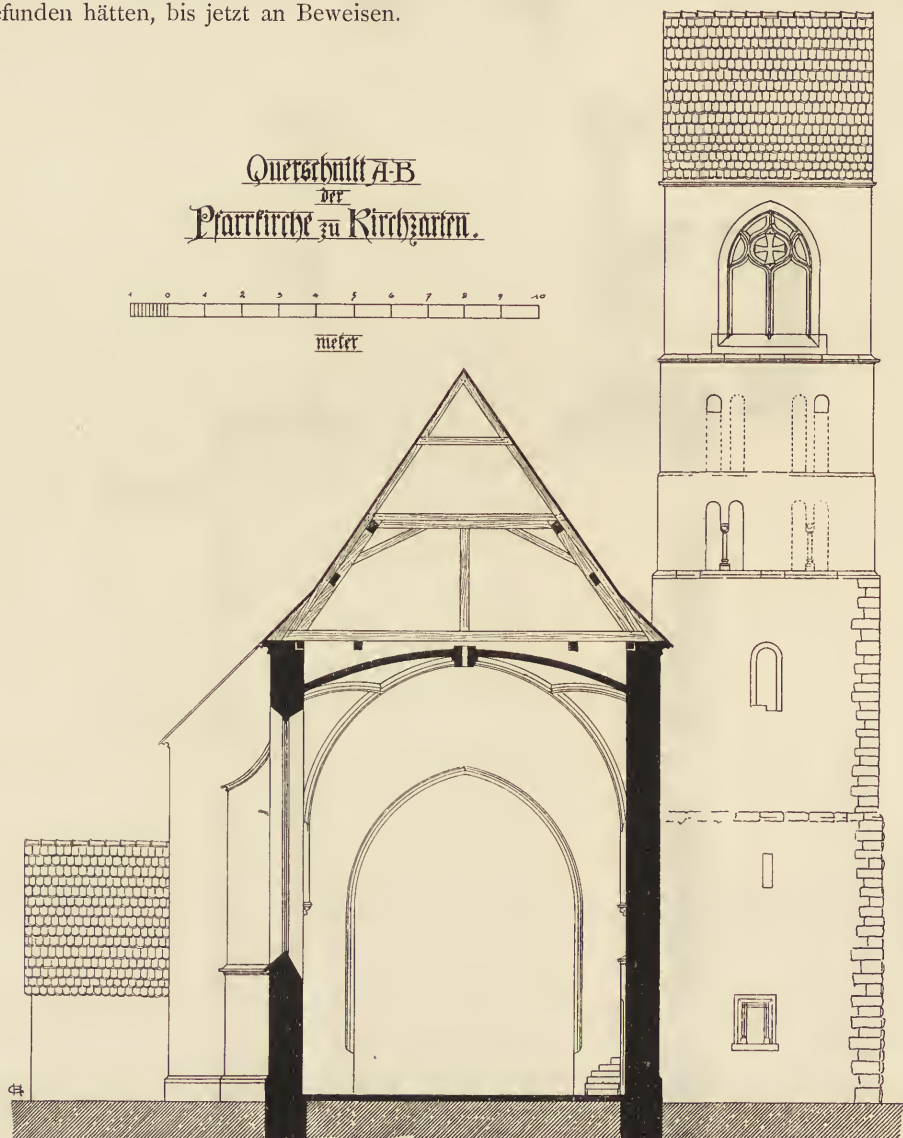 efunden hätten, bis jetzt an Beweisen.
Querschnitt A-B
der
Pfarrkirche zu Kirchzarten.
1 0 1 2 3 4 5 6 7 8 9 10
meter